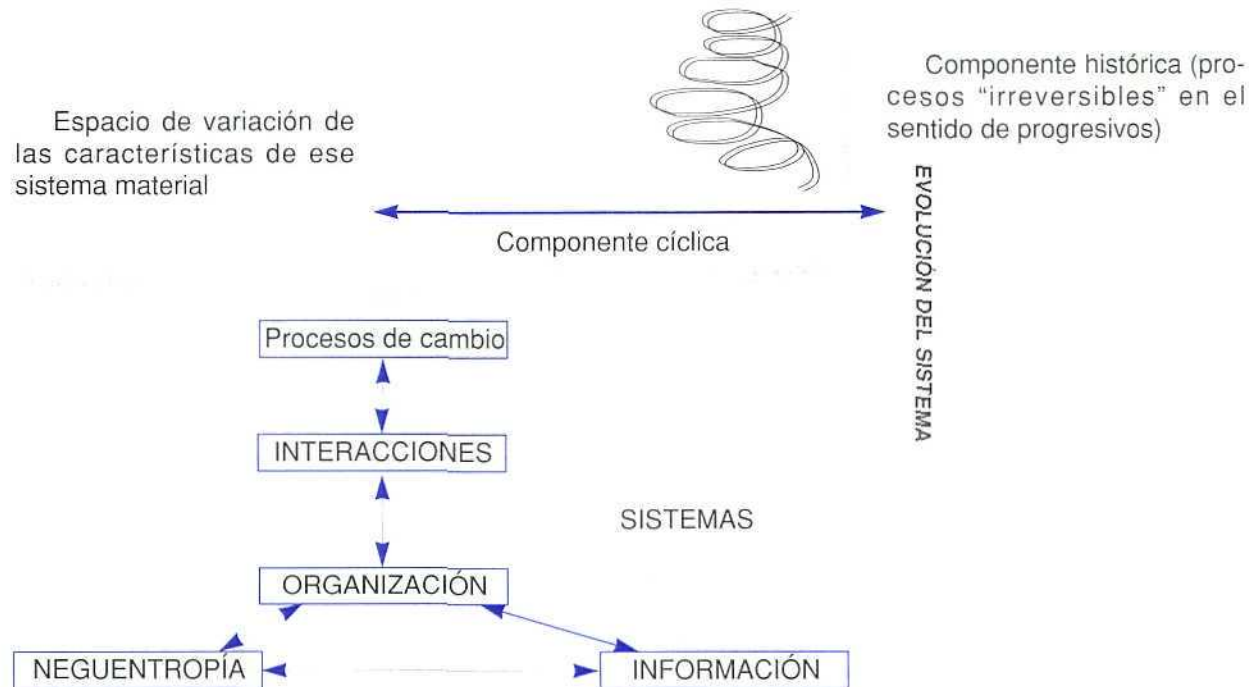 Espacio de variación de
las características de ese
sistema material
Componente histórica (pro-
cesos “irreversibles” en el
sentido de progresivos)
Componente cíclica
EVOLUCIÓN DEL SISTEMA
Procesos de cambio
INTERACCIONES
SISTEMAS
ORGANIZACIÓN
NEGUENTROPÍA
INFORMACIÓN